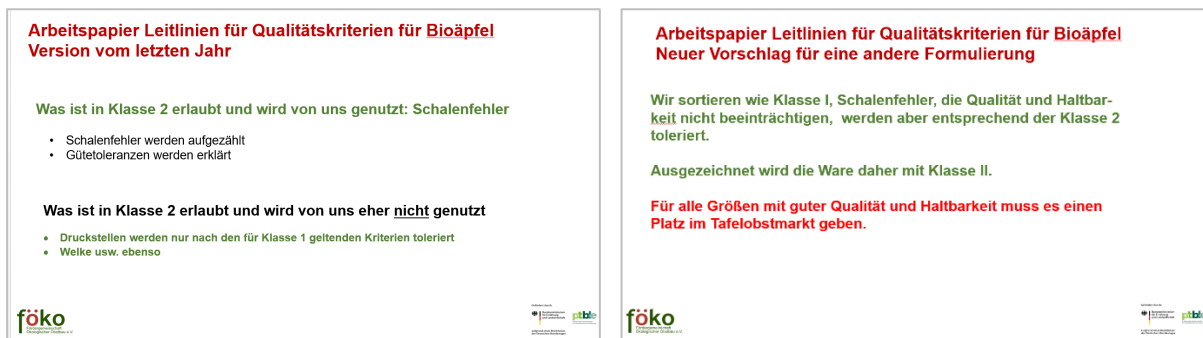 Arbeitspapier Leitlinien für Qualitätskriterien für Bioäpfel
Version vom letzten Jahr
Was ist in Klasse 2 erlaubt und wird von uns genutzt: Schalenfehler
• Schalenfehler werden aufgezählt
• Gütetoleranzen werden erklärt
Was ist in Klasse 2 erlaubt und wird von uns eher nicht genutzt
• Druckstellen werden nur nach den für Klasse 1 geltenden Kriterien toleriert
• Welke usw. ebenso
föko
ptble
Arbeitspapier Leitlinien für Qualitätskriterien für Bioäpfel
Neuer Vorschlag für eine andere Formulierung
Wir sortieren wie Klasse I, Schalenfehler, die Qualität und Haltbar-
keit nicht beeinträchtigen, werden aber entsprechend der Klasse 2
toleriert.
Ausgezeichnet wird die Ware daher mit Klasse II.
Für alle Größen mit guter Qualität und Haltbarkeit muss es einen
Platz im Tafelobstmarkt geben.
föko